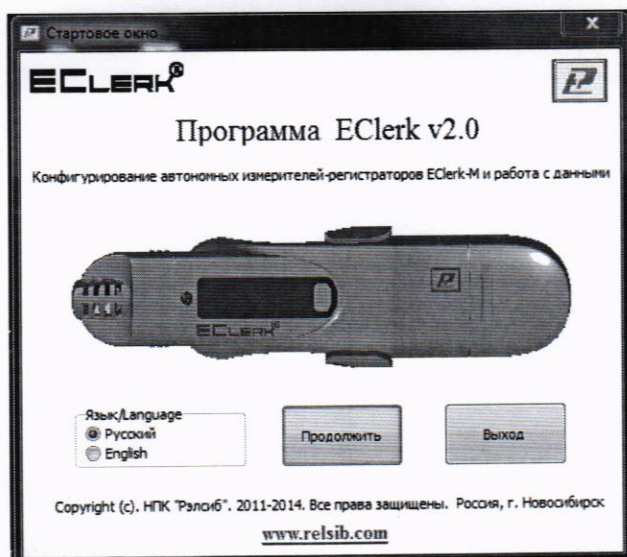 Стартовое окно
ECLERK®
Программа EClerk v2.0
Конфигурирование автономных измерителей-регистраторов EClerk-M и работа с данными
ECLERK®
Язык/Language
Русский
English
Продолжить
Выход
Copyright (c). НПК "Рэлсиб". 2011-2014. Все права защищены. Россия, г. Новосибирск
www.relsib.com